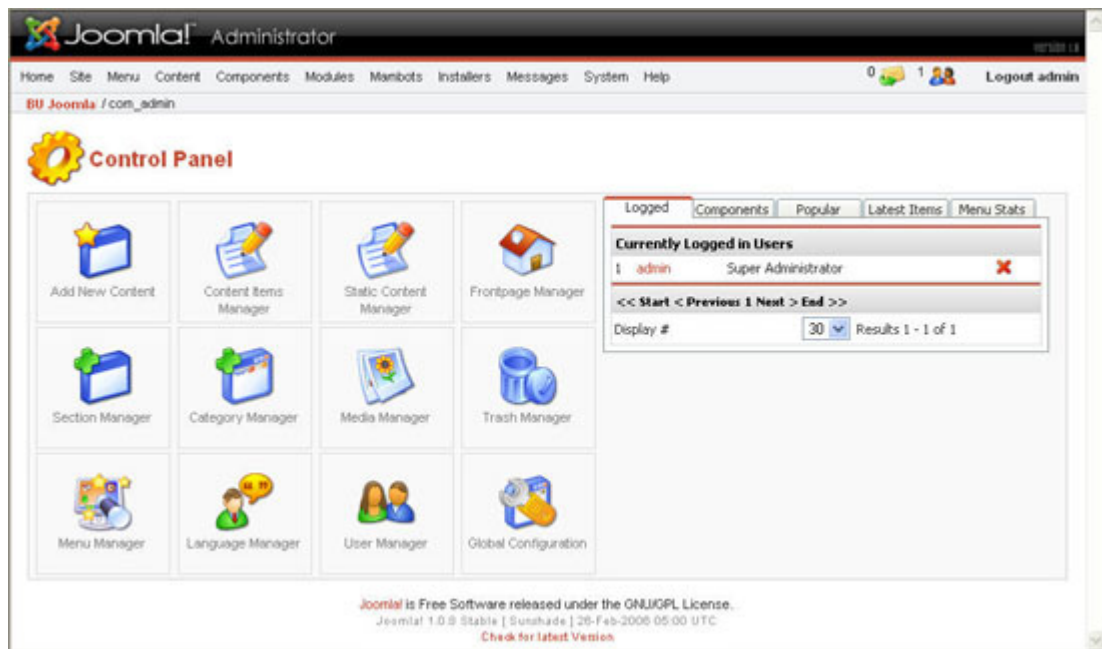 Joomla! Administrator
version 1.0
Home Site Menu Content Components Modules Mambots Installers Messages System Help 0 1 Logout admin
BU Joomla / com_admin
Control Panel
Logged Components Popular Latest Items Menu Stats
Currently Logged in Users
1 admin Super Administrator
<< Start < Previous 1 Next > End >>
Display # 30 Results 1 - 1 of 1
Add New Content
Content Items Manager
Static Content Manager
Frontpage Manager
Section Manager
Category Manager
Media Manager
Trash Manager
Menu Manager
Language Manager
User Manager
Global Configuration
Joomla! is Free Software released under the GNU/GPL License.
Joomla! 1.0.8 Stable [ Sunshade ] 26-Feb-2006 05:00 UTC
Check for latest Version